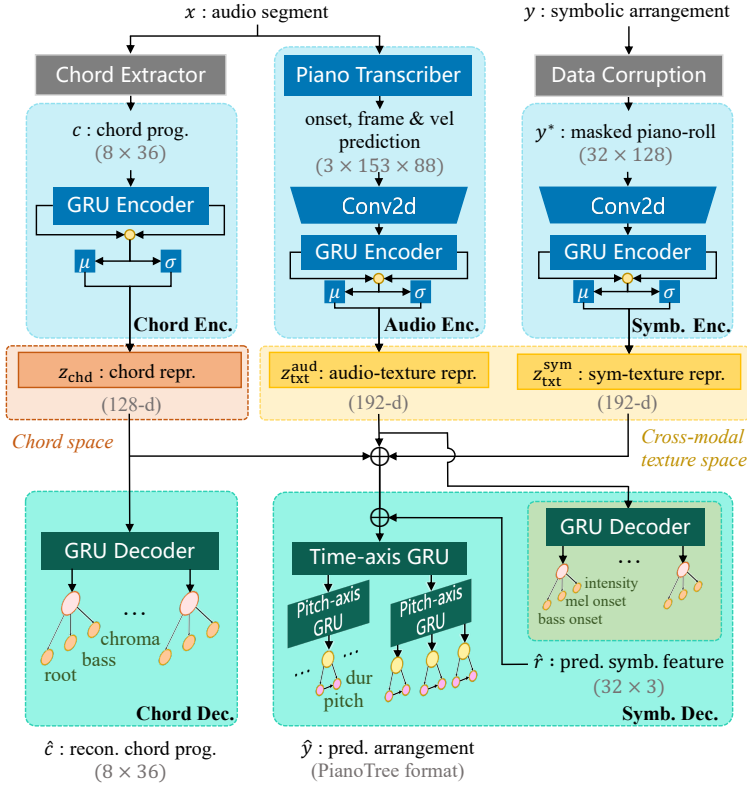 x : audio segment
y : symbolic arrangement
Chord Extractor
Piano Transcriber
Data Corruption
c : chord prog.
(8 × 36)
onset, frame & vel
prediction
(3 × 153 × 88)
y* : masked piano-roll
(32 × 128)
GRU Encoder
Conv2d
Conv2d
GRU Encoder
GRU Encoder
μ
σ
μ
σ
μ
σ
Chord Enc.
Audio Enc.
Symb. Enc.
z_chd : chord repr.
(128-d)
z_txt^aud : audio-texture repr.
(192-d)
z_txt^sym : sym-texture repr.
(192-d)
Chord space
Cross-modal
texture space
GRU Decoder
...
chroma
bass
root
Chord Dec.
Time-axis GRU
Pitch-axis
GRU
Pitch-axis
GRU
...
...
...
dur
pitch
GRU Decoder
...
intensity
mel onset
bass onset
r̂ : pred. symb. feature
(32 × 3)
Symb. Dec.
ĉ : recon. chord prog.
(8 × 36)
ŷ : pred. arrangement
(PianoTree format)